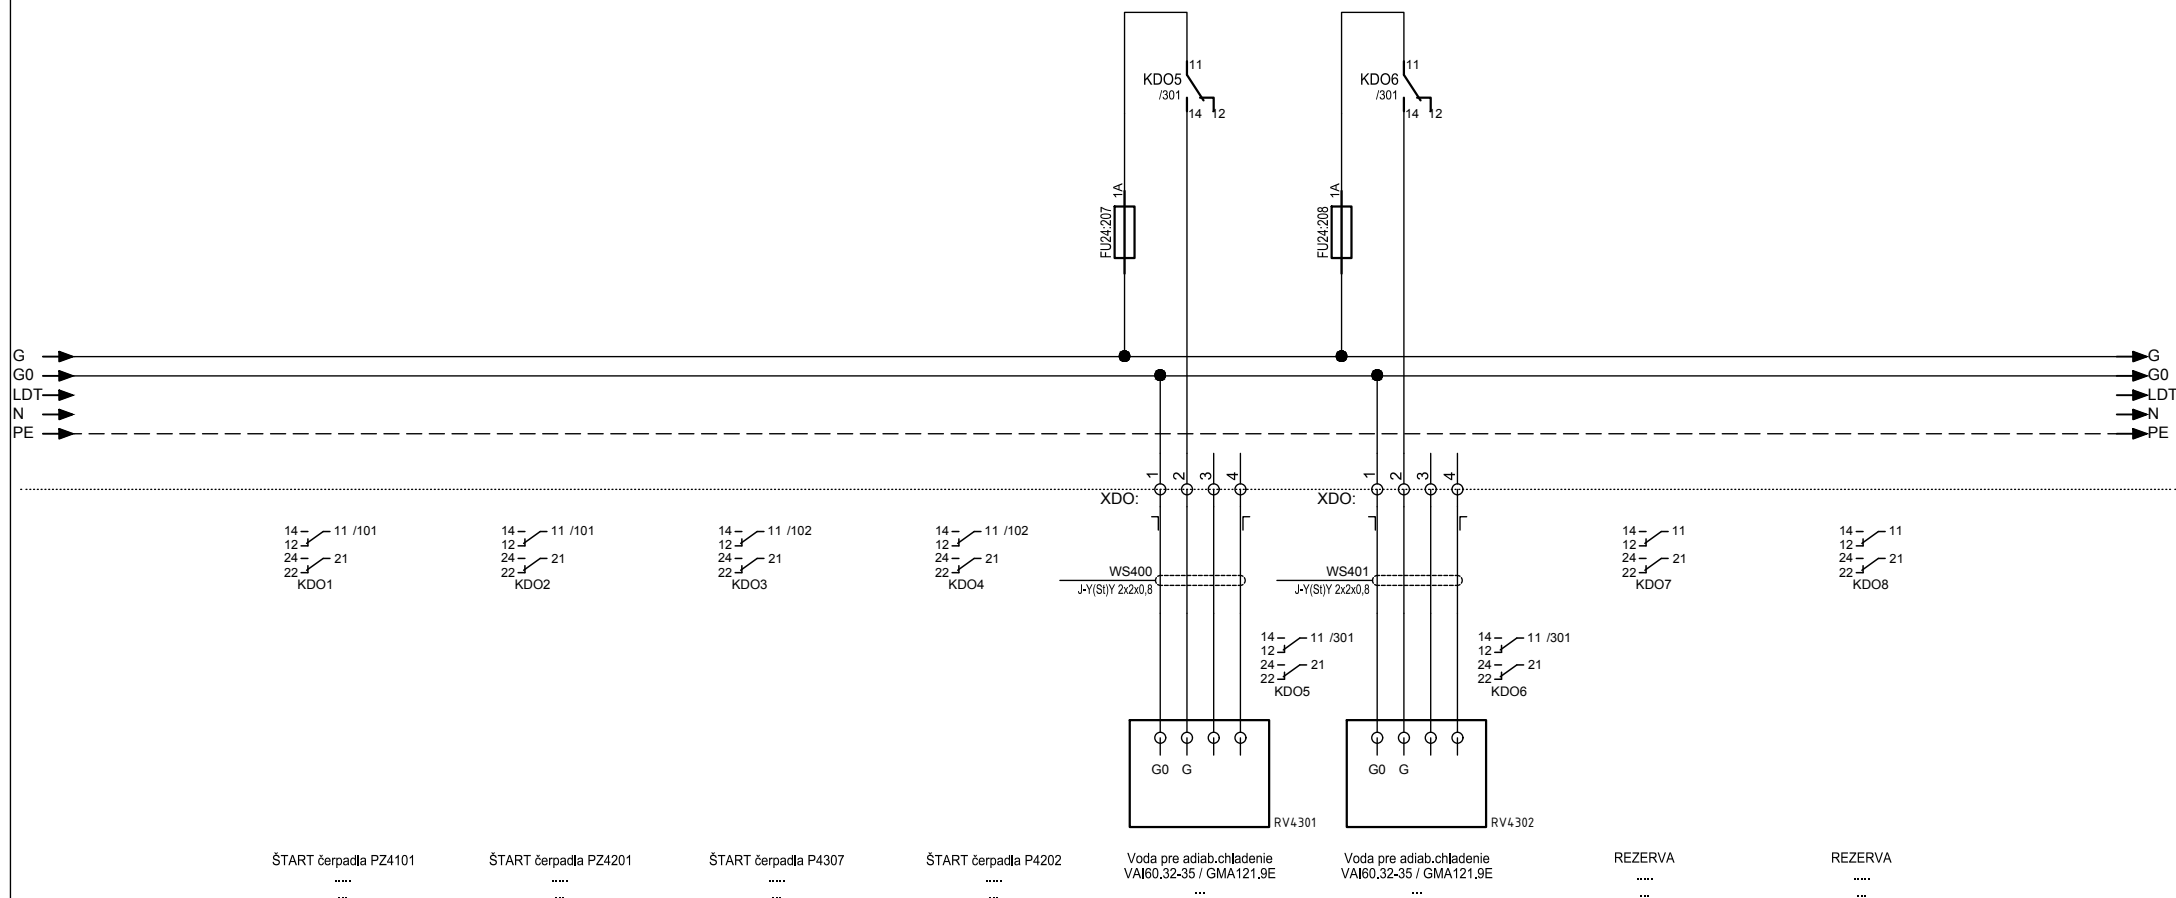 11
KDO5
/301
14 12
11
KDO6
/301
14 12
1A
FU24:207
1A
FU24:208
G
G
G0
G0
LDT
LDT
N
N
PE
PE
1 2 3 4
XDO:
1 2 3 4
XDO:
14 11 /101
12
24 21
22
KDO1
14 11 /101
12
24 21
22
KDO2
14 11 /102
12
24 21
22
KDO3
14 11 /102
12
24 21
22
KDO4
WS400
J-Y(St)Y 2x2x0,8
WS401
J-Y(St)Y 2x2x0,8
14 11
12
24 21
22
KDO7
14 11
12
24 21
22
KDO8
14 11 /301
12
24 21
22
KDO5
14 11 /301
12
24 21
22
KDO6
G0 G
RV4301
G0 G
RV4302
ŠTART čerpadla PZ4101
.....
...
ŠTART čerpadla PZ4201
.....
...
ŠTART čerpadla P4307
.....
...
ŠTART čerpadla P4202
.....
...
Voda pre adiab.chladenie
VAI60.32-35 / GMA121.9E
...
Voda pre adiab.chladenie
VAI60.32-35 / GMA121.9E
...
REZERVA
.....
...
REZERVA
.....
...